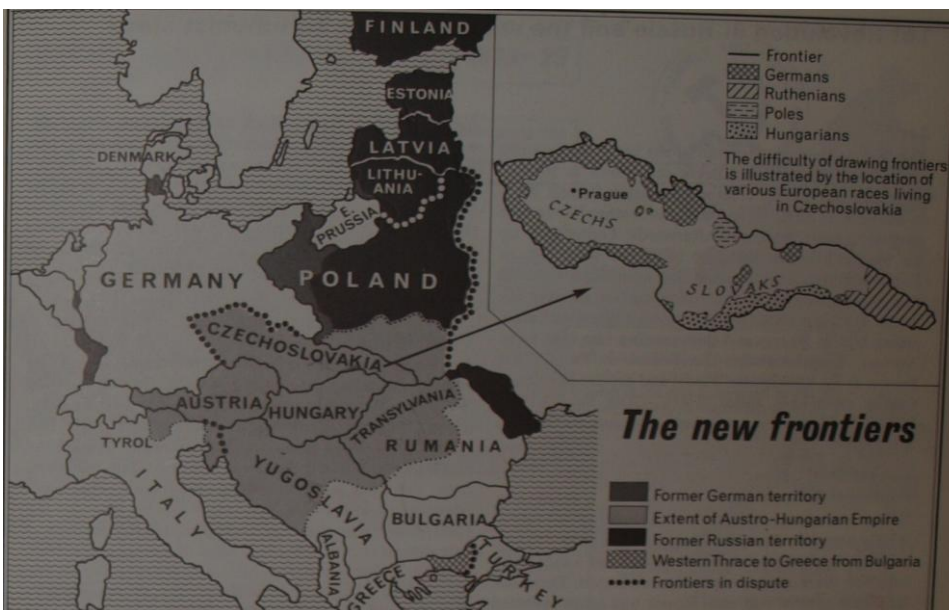 FINLAND
ESTONIA
LATVIA
LITHU-
ANIA
DENMARK
E.
PRUSSIA
GERMANY
POLAND
CZECHOSLOVAKIA
AUSTRIA
HUNGARY
TRANSYLVANIA
TYROL
RUMANIA
ITALY
YUGOSLAVIA
BULGARIA
ALBANIA
GREECE
TURKEY
Frontier
Germans
Ruthenians
Poles
Hungarians
The difficulty of drawing frontiers
is illustrated by the location of
various European races living
in Czechoslovakia
Prague
CZECHS
SLOVAKS
The new frontiers
Former German territory
Extent of Austro-Hungarian Empire
Former Russian territory
Western Thrace to Greece from Bulgaria
Frontiers in dispute